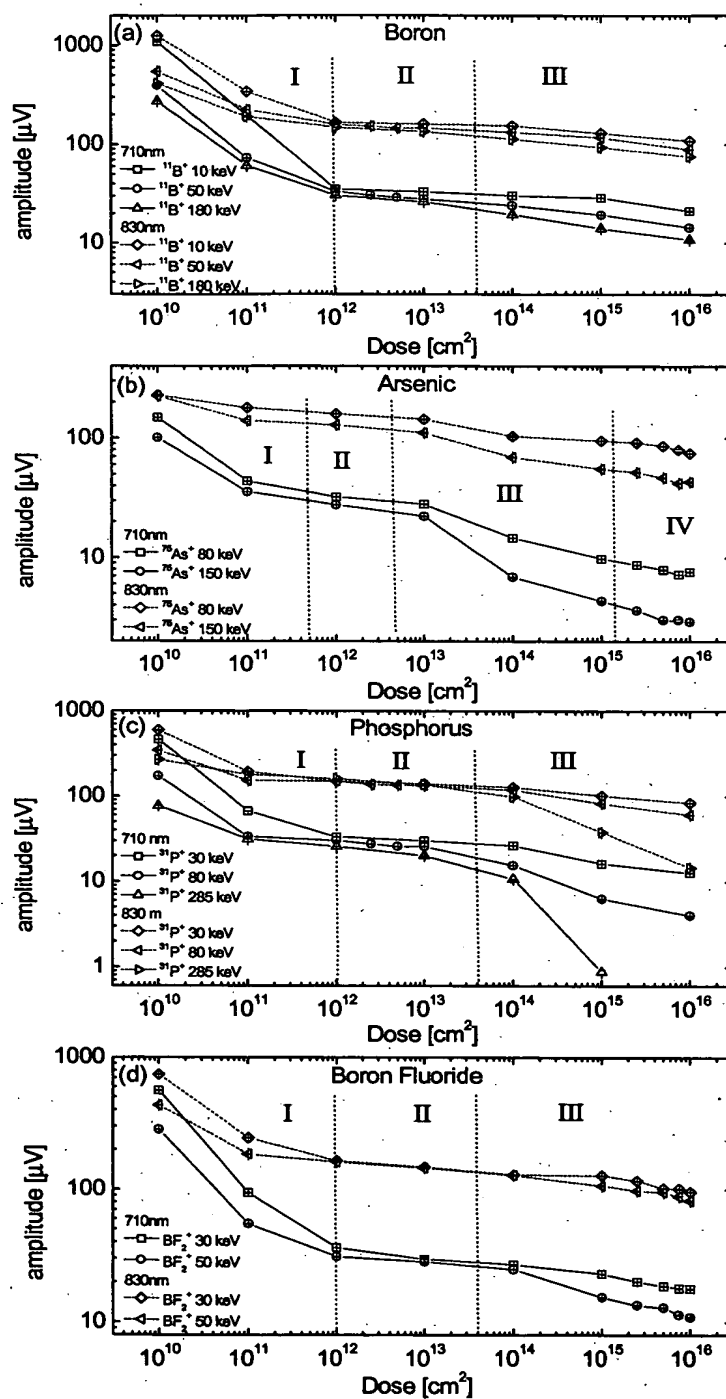 (a) Boron
1000
100
10
amplitude [μV]
I II III
710nm
¹¹B⁺ 10 keV
¹¹B⁺ 50 keV
¹¹B⁺ 180 keV
830nm
¹¹B⁺ 10 keV
¹¹B⁺ 50 keV
¹¹B⁺ 180 keV
10¹⁰ 10¹¹ 10¹² 10¹³ 10¹⁴ 10¹⁵ 10¹⁶
Dose [cm²]
(b) Arsenic
100
10
amplitude [μV]
I II III IV
710nm
⁷⁵As⁺ 80 keV
⁷⁵As⁺ 150 keV
830nm
⁷⁵As⁺ 80 keV
⁷⁵As⁺ 150 keV
10¹⁰ 10¹¹ 10¹² 10¹³ 10¹⁴ 10¹⁵ 10¹⁶
Dose [cm²]
(c) Phosphorus
1000
100
10
1
amplitude [μV]
I II III
710 nm
³¹P⁺ 30 keV
³¹P⁺ 80 keV
³¹P⁺ 285 keV
830 m
³¹P⁺ 30 keV
³¹P⁺ 80 keV
³¹P⁺ 285 keV
10¹⁰ 10¹¹ 10¹² 10¹³ 10¹⁴ 10¹⁵ 10¹⁶
Dose [cm²]
(d) Boron Fluoride
1000
100
10
amplitude [μV]
I II III
710nm
BF₂⁺ 30 keV
BF₂⁺ 50 keV
830nm
BF₂⁺ 30 keV
BF₂⁺ 50 keV
10¹⁰ 10¹¹ 10¹² 10¹³ 10¹⁴ 10¹⁵ 10¹⁶
Dose [cm²]